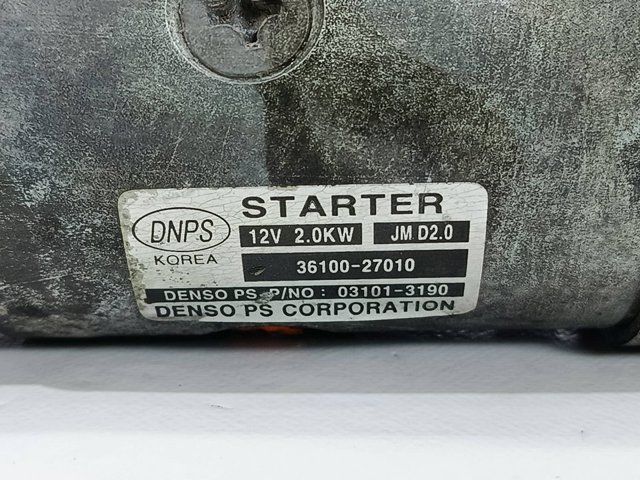 DNPS
KOREA
STARTER
12V 2.0KW JM D2.0
36100-27010
DENSO PS P/NO : 03101-3190
DENSO PS CORPORATION